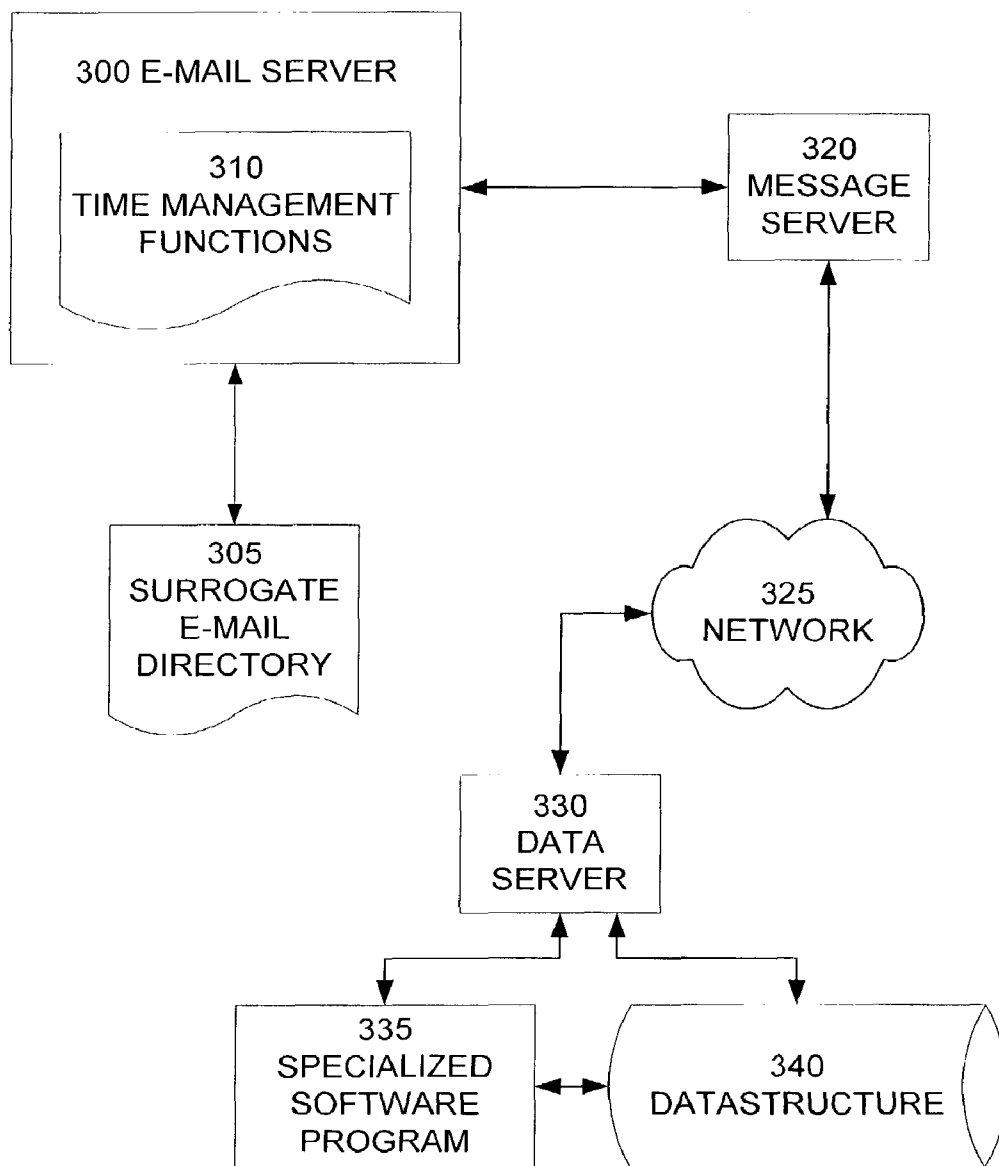 300 E-MAIL SERVER
310
TIME MANAGEMENT
FUNCTIONS
320
MESSAGE
SERVER
305
SURROGATE
E-MAIL
DIRECTORY
325
NETWORK
330
DATA
SERVER
335
SPECIALIZED
SOFTWARE
PROGRAM
340
DATASTRUCTURE